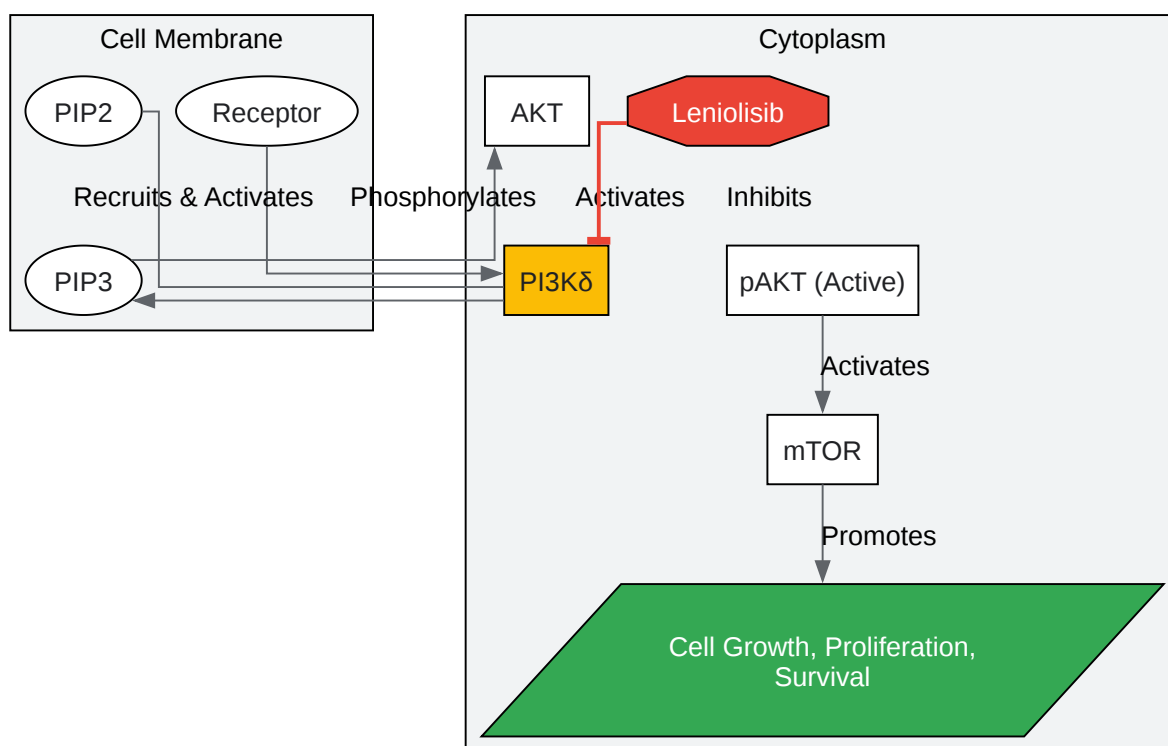 Cell Membrane
Cytoplasm
PIP2
Receptor
AKT
Leniolisib
Recruits & Activates
Phosphorylates
Activates
Inhibits
PIP3
PI3Kδ
pAKT (Active)
Activates
mTOR
Promotes
Cell Growth, Proliferation,
Survival